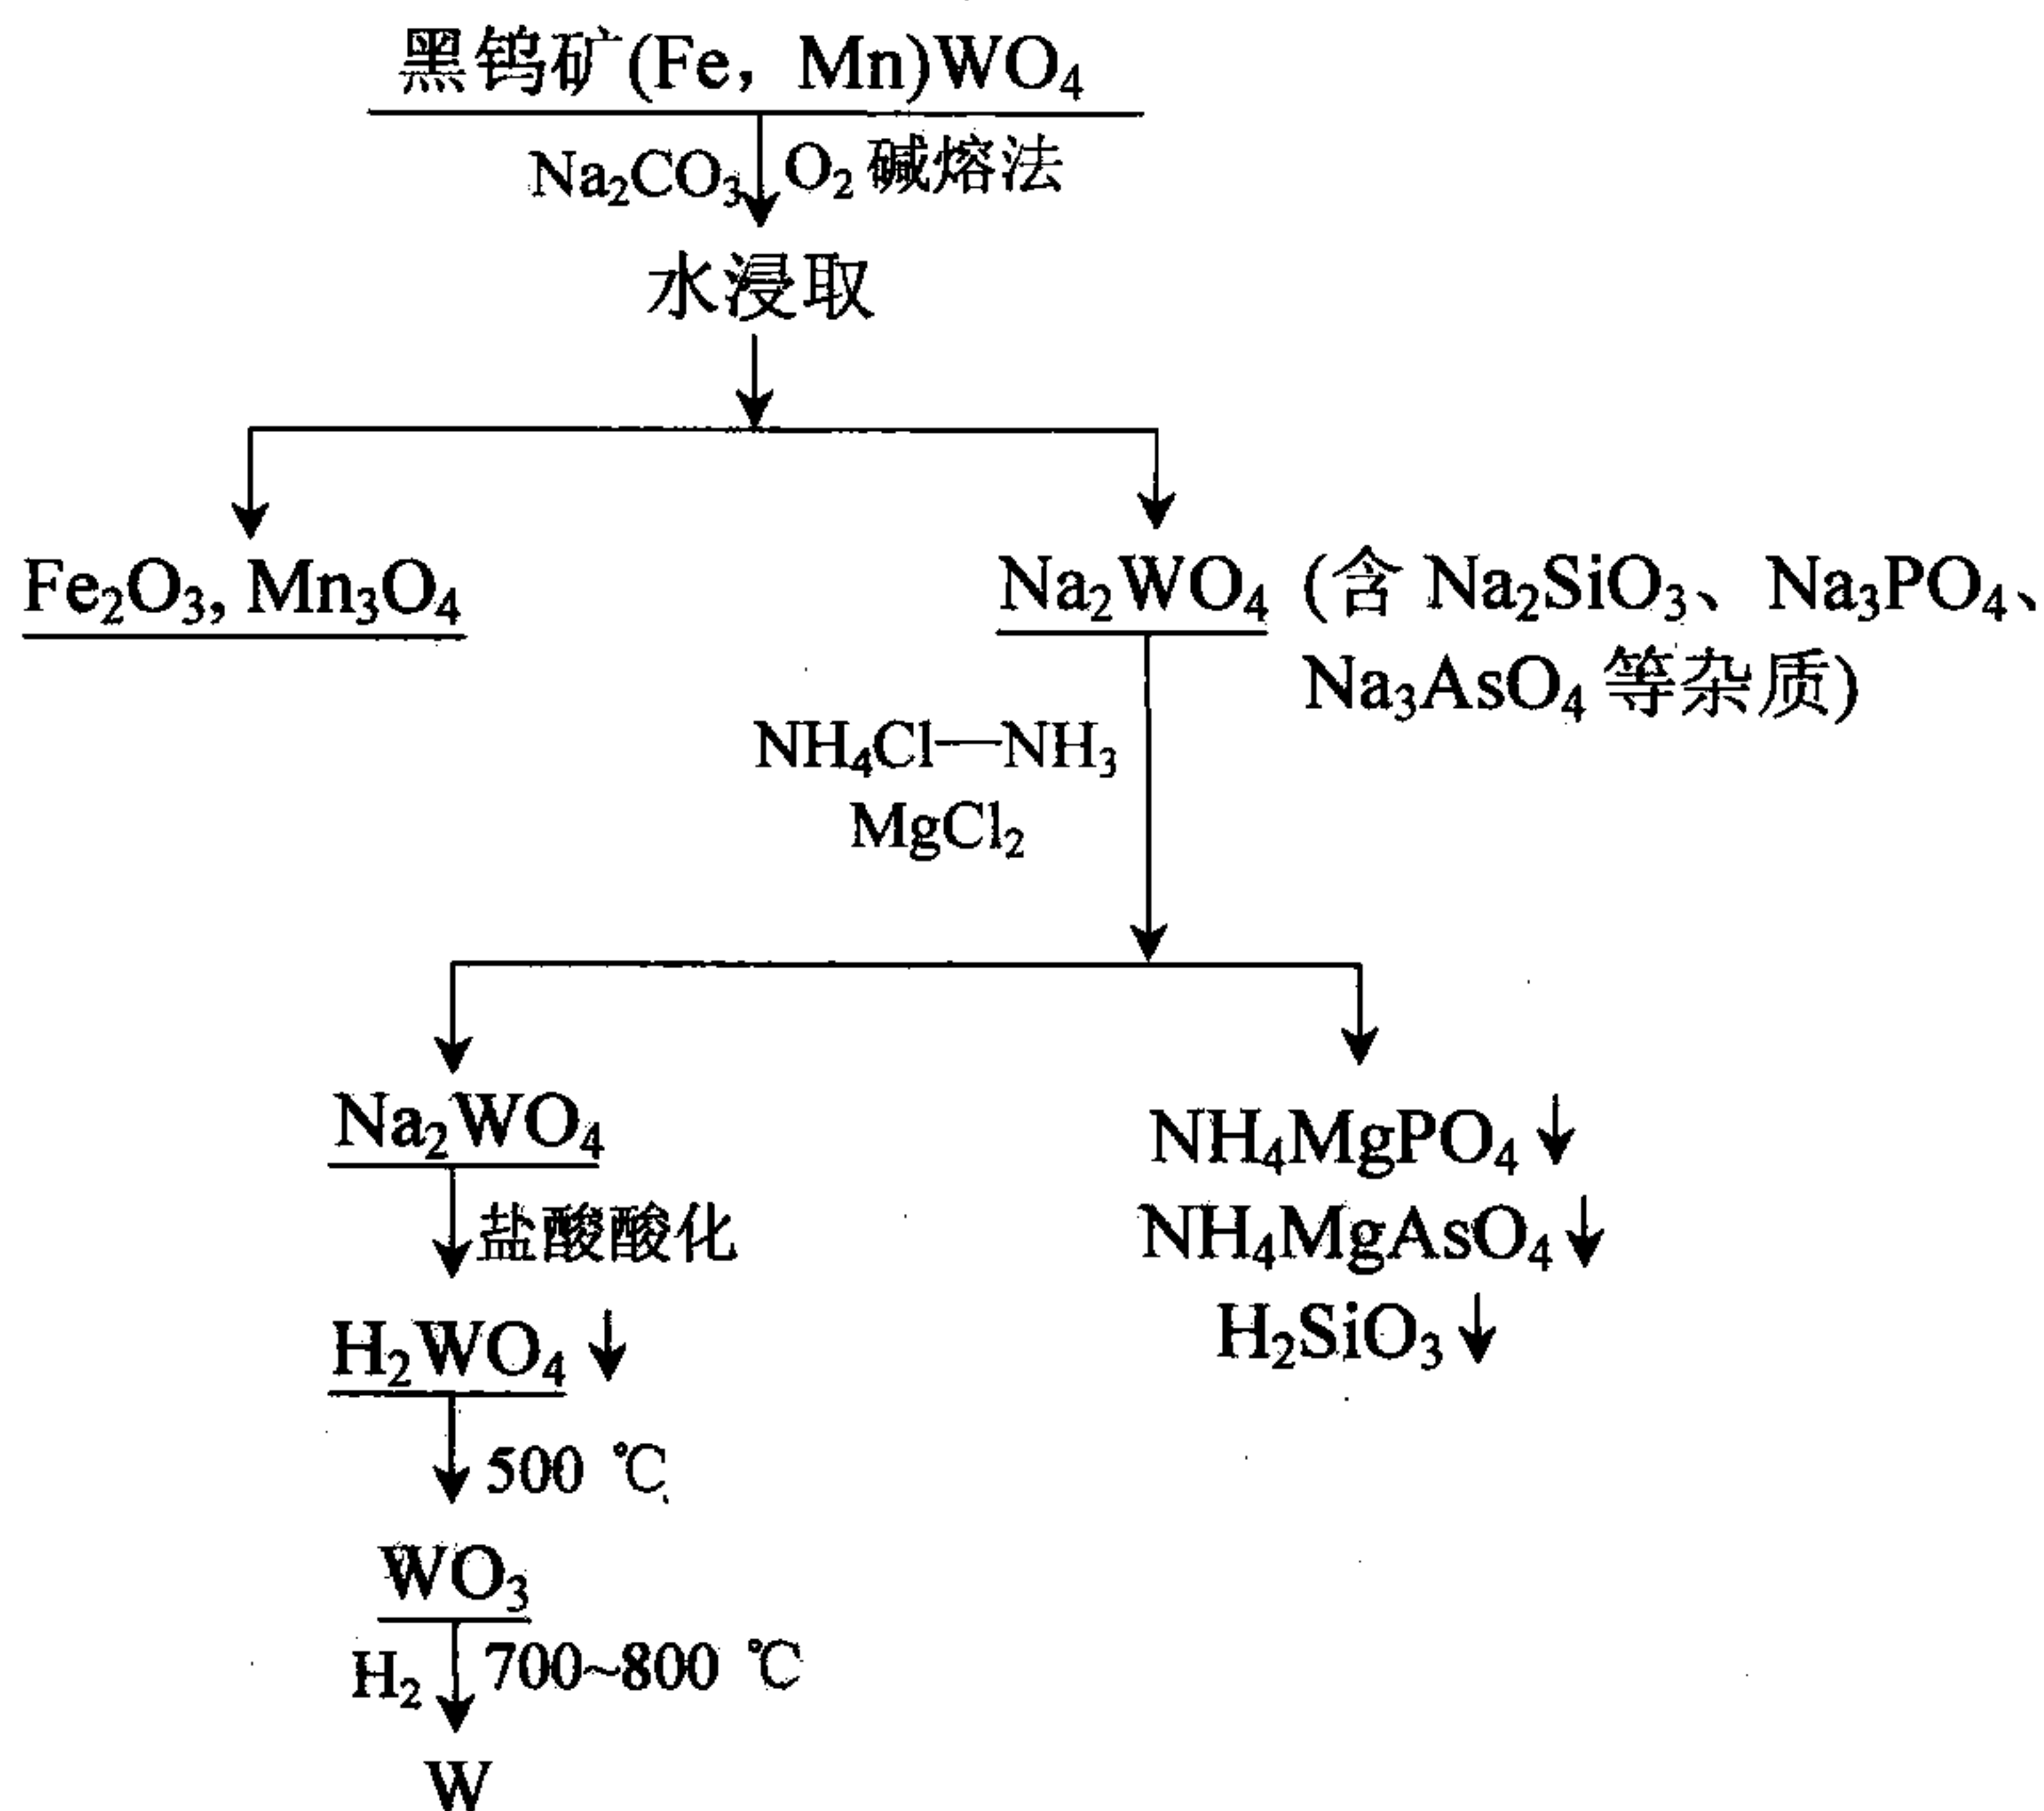 黑钨矿(Fe, Mn)WO₄
Na₂CO₃ O₂ 碱熔法
水浸取
Fe₂O₃, Mn₃O₄
Na₂WO₄ (含 Na₂SiO₃、Na₃PO₄、
Na₃AsO₄ 等杂质)
NH₄Cl—NH₃
MgCl₂
Na₂WO₄
NH₄MgPO₄↓
盐酸酸化
NH₄MgAsO₄↓
H₂WO₄↓
H₂SiO₃↓
500 ℃
WO₃
H₂ 700~800 ℃
W